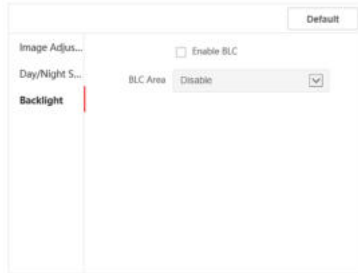 Default
Image Adjus...
Enable BLC
Day/Night S...
BLC Area Disable
Backlight